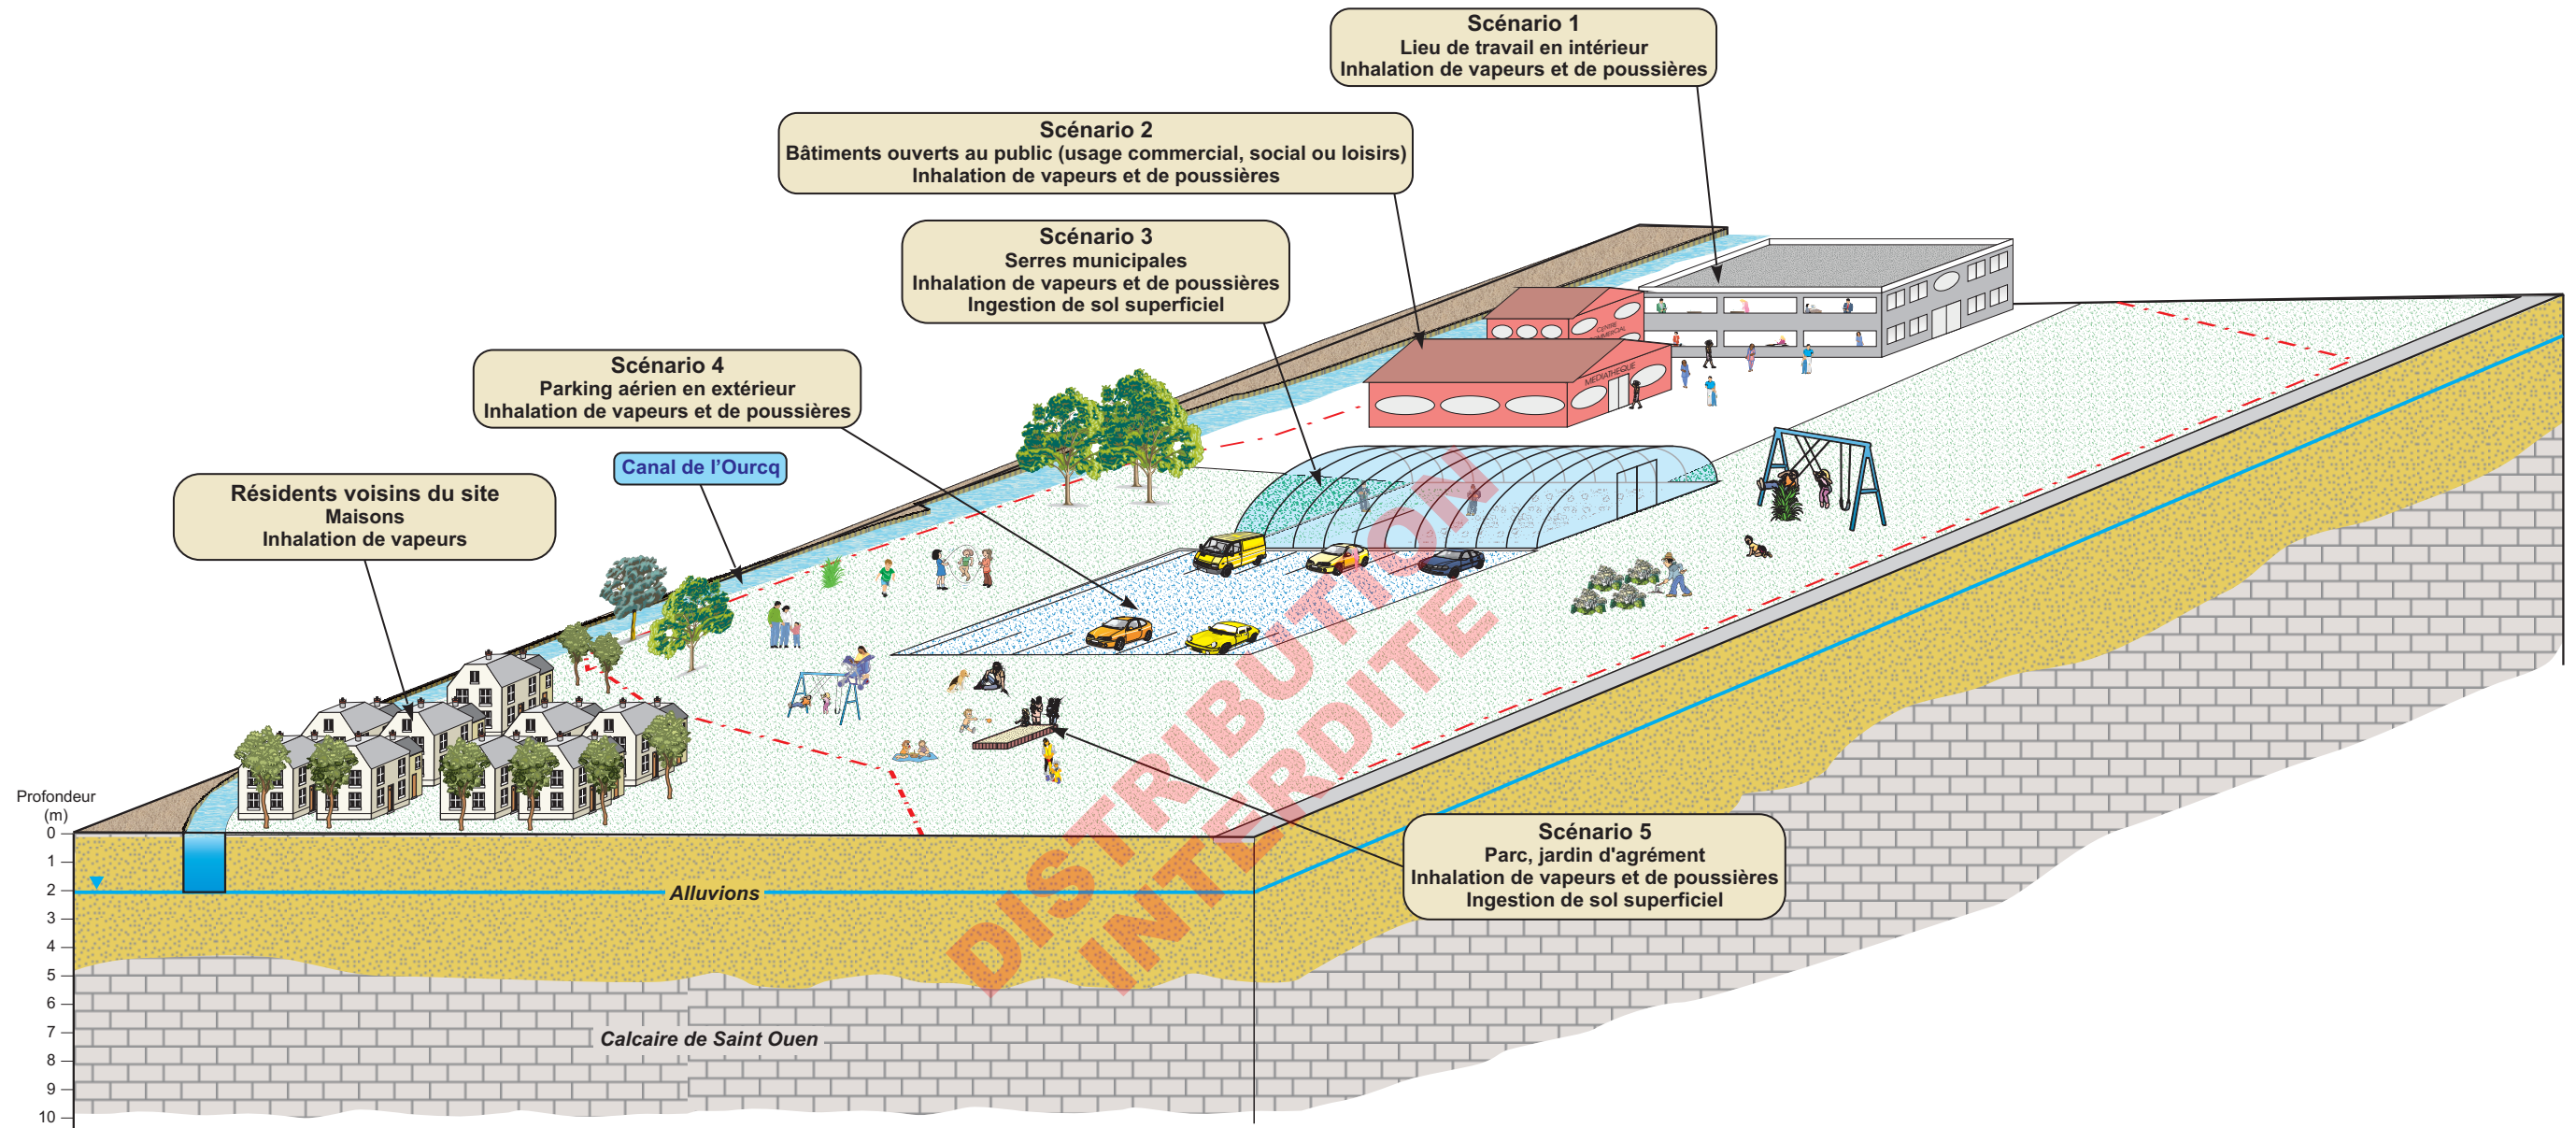 Scénario 1
Lieu de travail en intérieur
Inhalation de vapeurs et de poussières
Scénario 2
Bâtiments ouverts au public (usage commercial, social ou loisirs)
Inhalation de vapeurs et de poussières
Scénario 3
Serres municipales
Inhalation de vapeurs et de poussières
Ingestion de sol superficiel
Scénario 4
Parking aérien en extérieur
Inhalation de vapeurs et de poussières
Canal de l'Ourcq
Résidents voisins du site
Maisons
Inhalation de vapeurs
CENTRE
COMMERCIAL
MEDIATHEQUE
Scénario 5
Parc, jardin d'agrément
Inhalation de vapeurs et de poussières
Ingestion de sol superficiel
Profondeur
(m)
0
1
2
3
4
5
6
7
8
9
10
Alluvions
Calcaire de Saint Ouen
DISTRIBUTION
INTERDITE